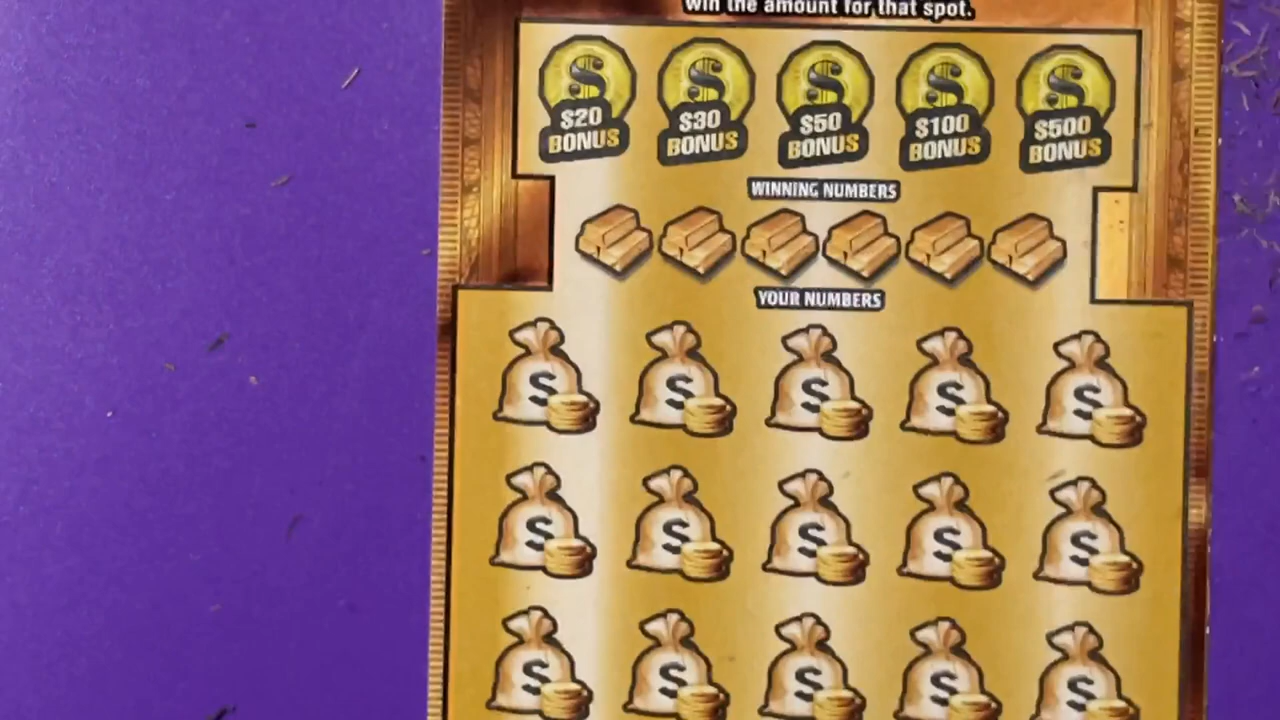 win the amount for that spot.
$ $ $ $ $
$20 $30 $50 $100 $500
BONUS BONUS BONUS BONUS BONUS
WINNING NUMBERS
YOUR NUMBERS
$ $ $ $ $
$ $ $ $ $
$ $ $ $ $